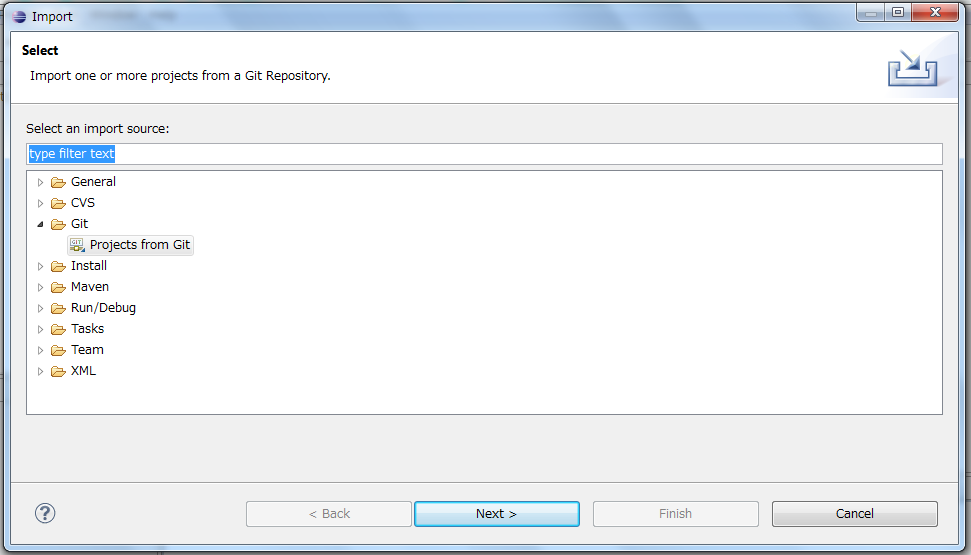 Import
Select
Import one or more projects from a Git Repository.
Select an import source:
type filter text
General
CVS
Git
GIT
Projects from Git
Install
Maven
Run/Debug
Tasks
Team
XML
?
< Back
Next >
Finish
Cancel